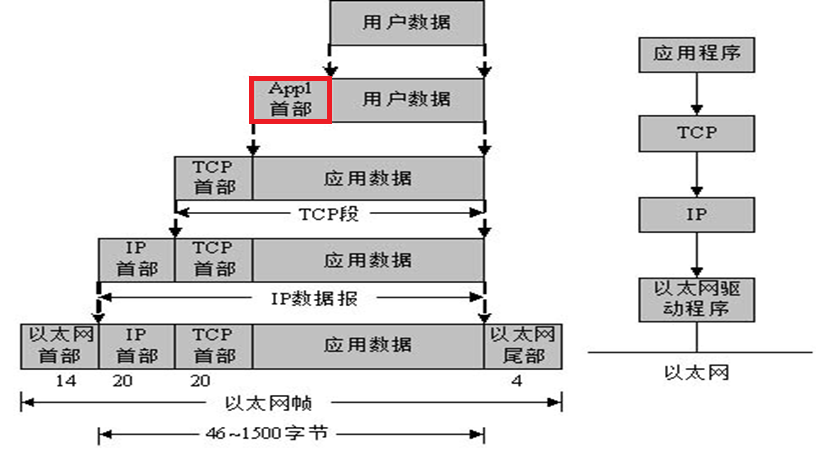 用户数据
Appl
首部
用户数据
TCP
首部
应用数据
TCP段
IP
首部
TCP
首部
应用数据
IP数据报
以太网
首部
IP
首部
TCP
首部
应用数据
以太网
尾部
14
20
20
4
以太网帧
46~1500字节
应用程序
TCP
IP
以太网驱
动程序
以太网